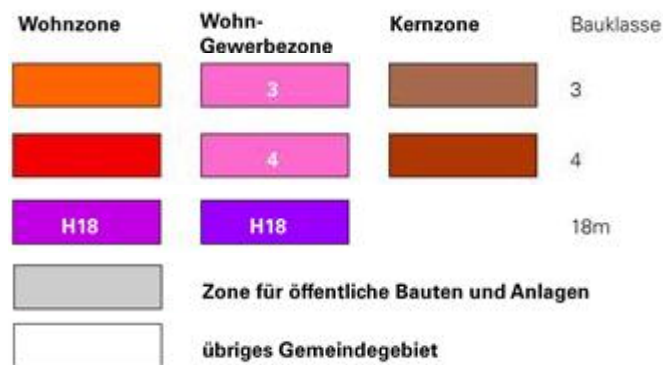 Wohnzone
Wohn-
Gewerbezone
Kernzone
Bauklasse
3
3
4
4
H18
H18
18m
Zone für öffentliche Bauten und Anlagen
übriges Gemeindegebiet